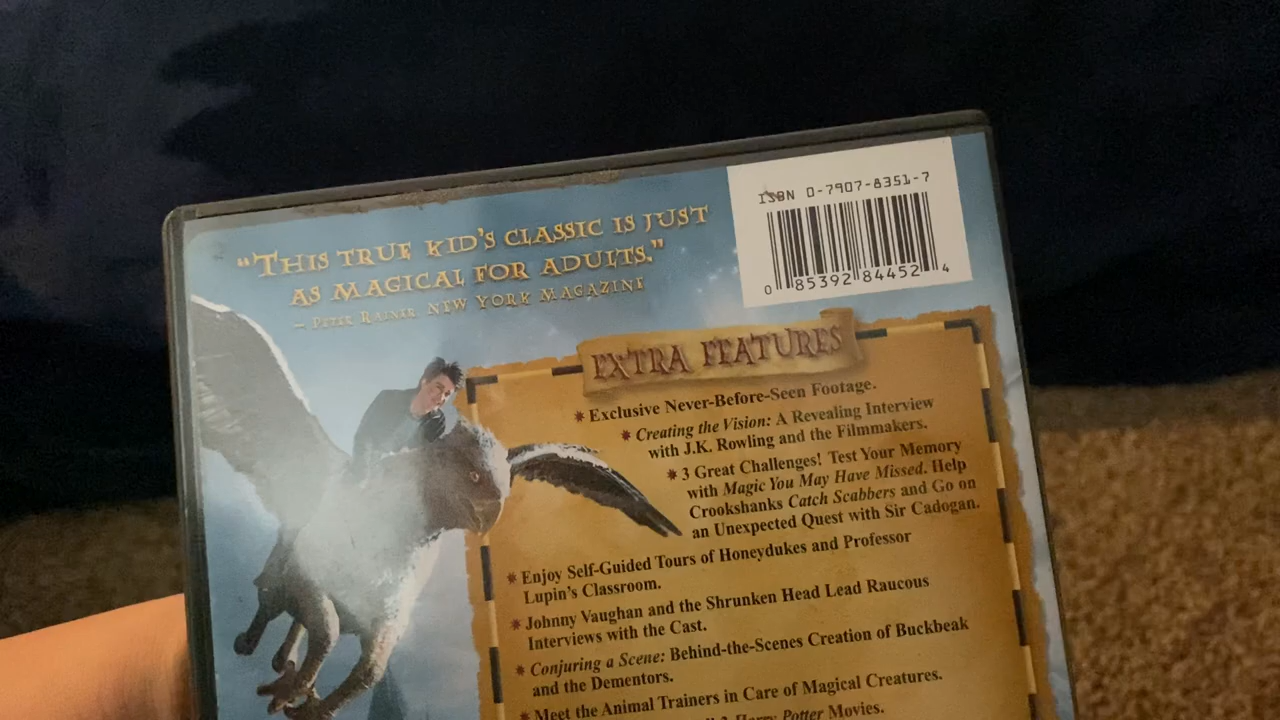 "THIS TRUE KID'S CLASSIC IS JUST
AS MAGICAL FOR ADULTS."
– PETER RAINER, NEW YORK MAGAZINE
ISBN 0-7907-8351-7
0 85392 84452 4
EXTRA FEATURES
* Exclusive Never-Before-Seen Footage.
* Creating the Vision: A Revealing Interview
with J.K. Rowling and the Filmmakers.
* 3 Great Challenges! Test Your Memory
with Magic You May Have Missed. Help
Crookshanks Catch Scabbers and Go on
an Unexpected Quest with Sir Cadogan.
* Enjoy Self-Guided Tours of Honeydukes and Professor
Lupin's Classroom.
* Johnny Vaughan and the Shrunken Head Lead Raucous
Interviews with the Cast.
* Conjuring a Scene: Behind-the-Scenes Creation of Buckbeak
and the Dementors.
* Meet the Animal Trainers in Care of Magical Creatures.
3 Harry Potter Movies.